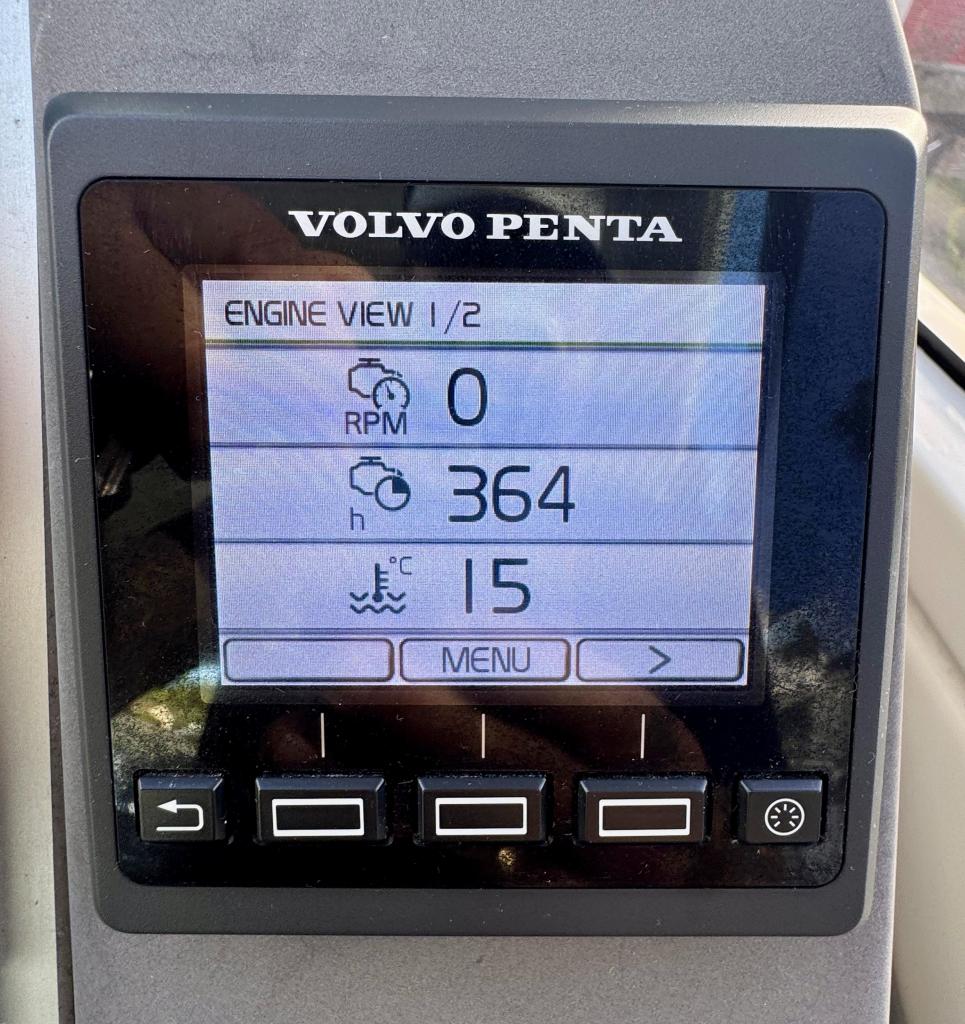 VOLVO PENTA
ENGINE VIEW 1/2
RPM 0
h 364
°C 15
MENU >